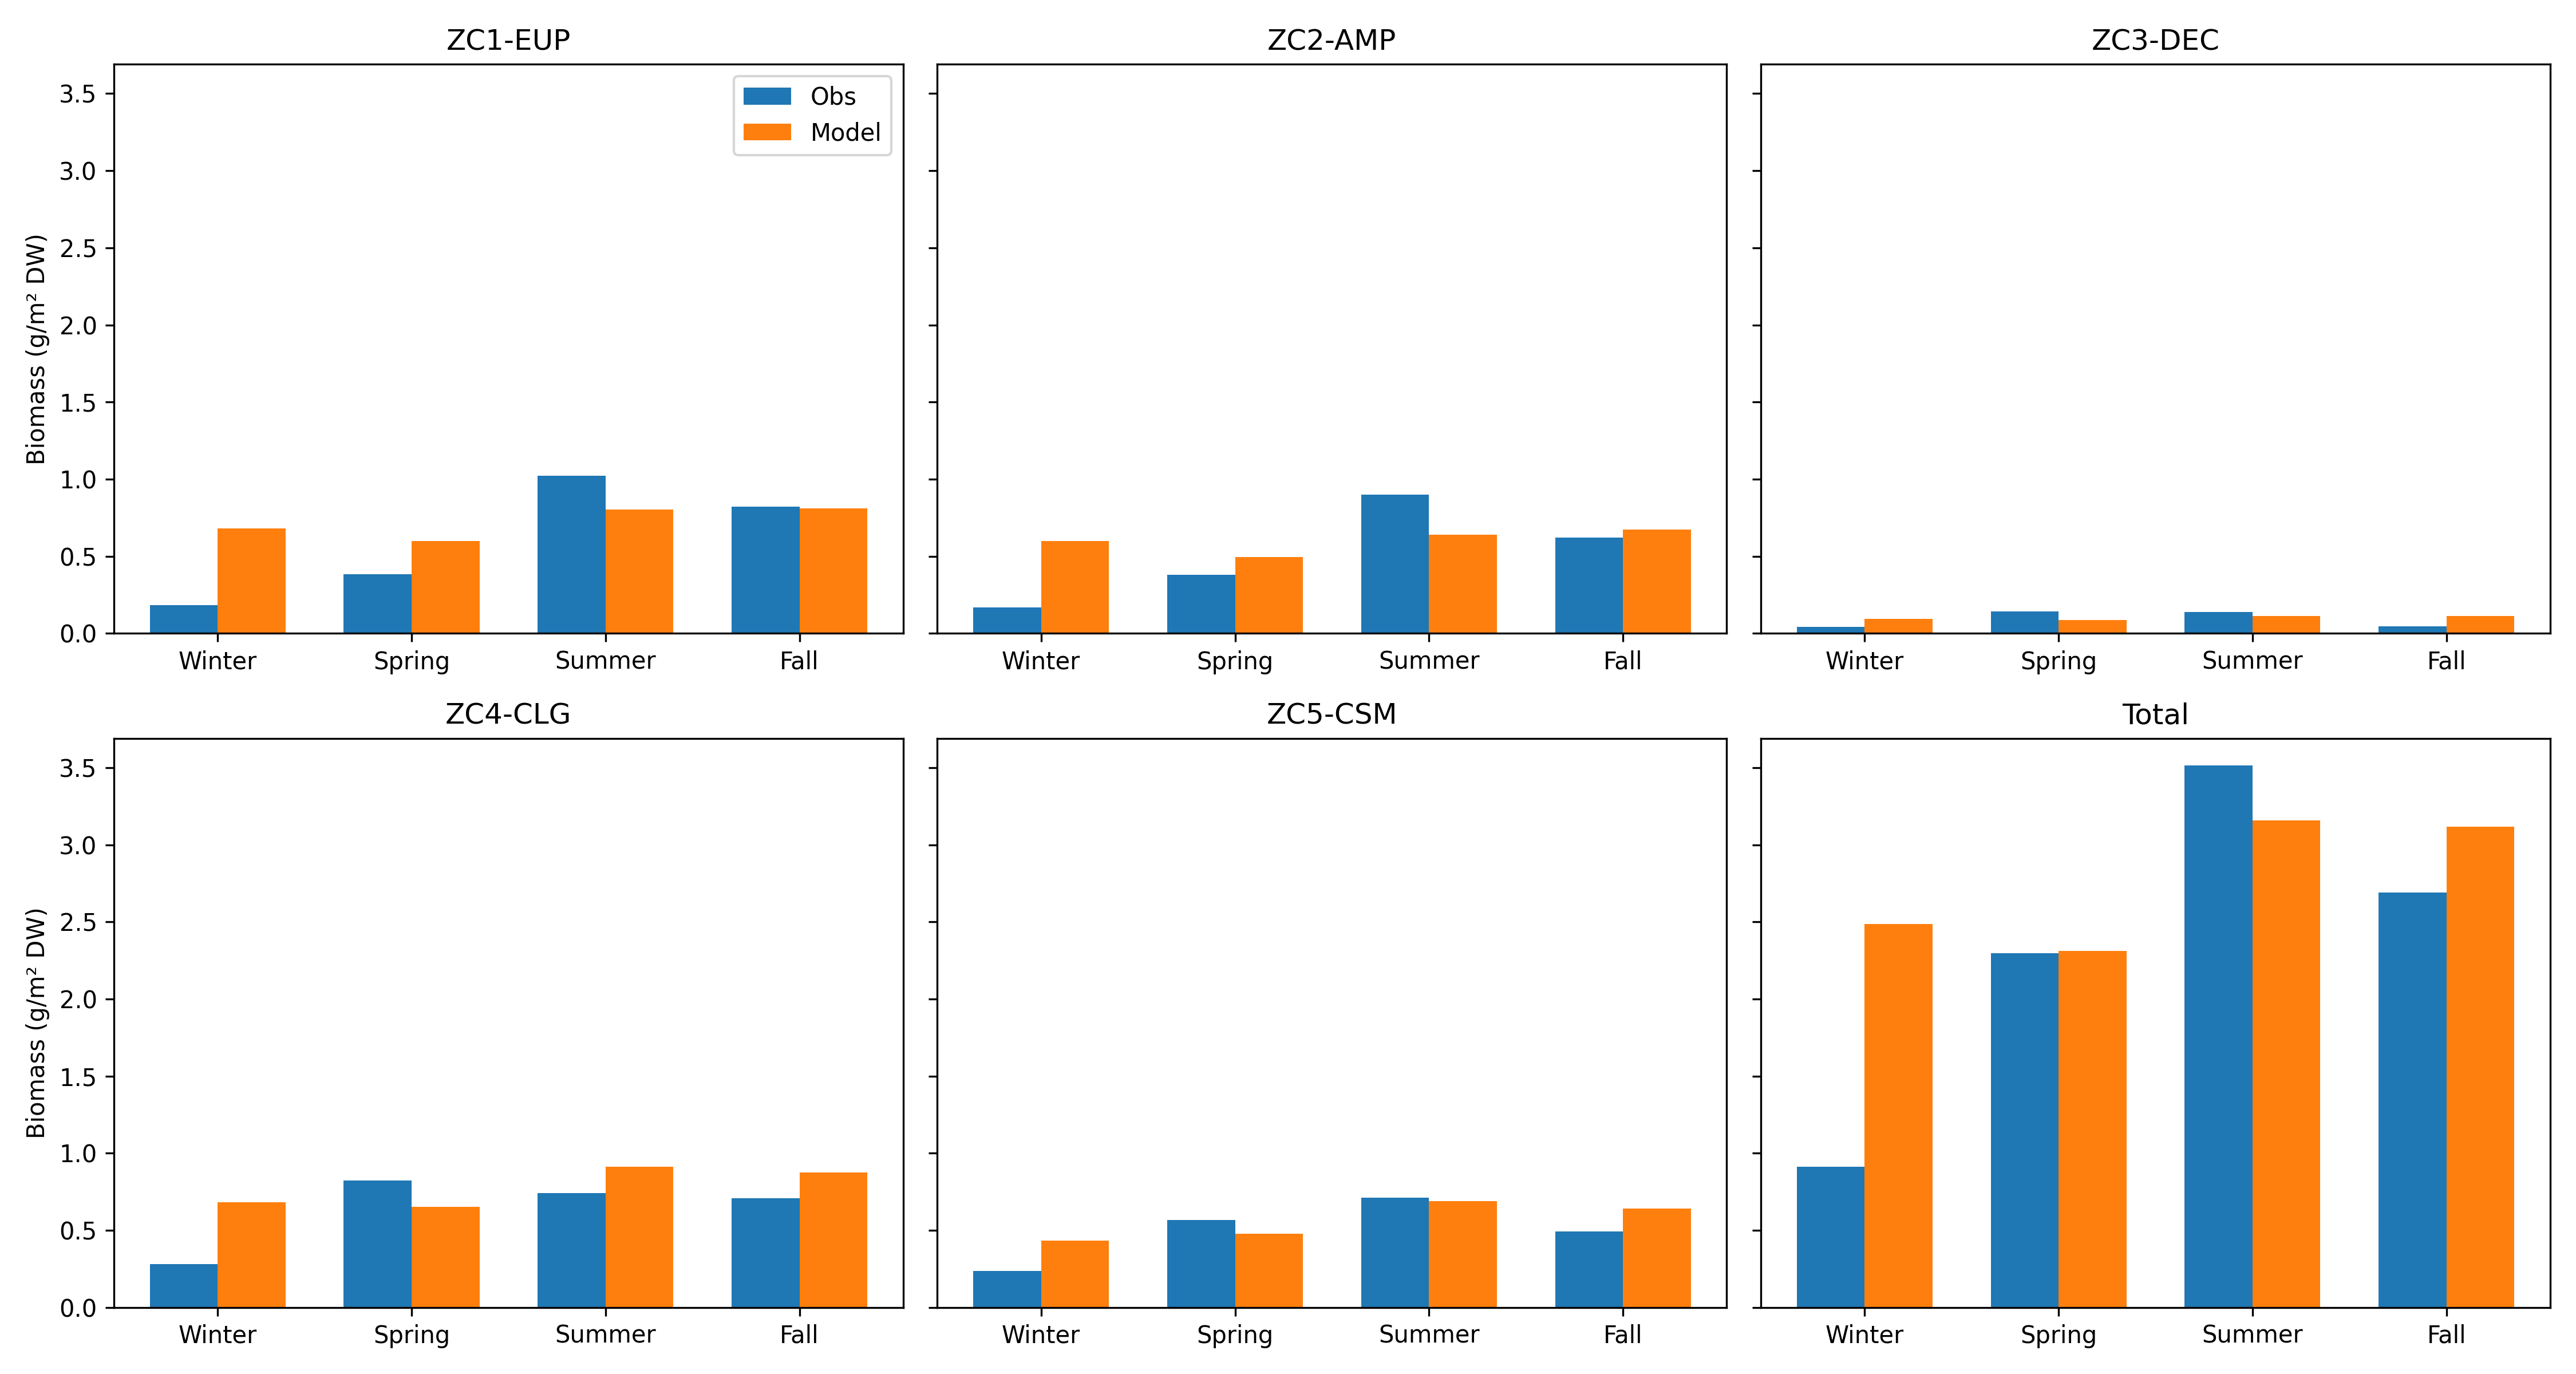 ZC1-EUP
ZC2-AMP
ZC3-DEC
Obs
Model
Biomass (g/m² DW)
3.5
3.0
2.5
2.0
1.5
1.0
0.5
0.0
Winter Spring Summer Fall
Winter Spring Summer Fall
Winter Spring Summer Fall
ZC4-CLG
ZC5-CSM
Total
Biomass (g/m² DW)
3.5
3.0
2.5
2.0
1.5
1.0
0.5
0.0
Winter Spring Summer Fall
Winter Spring Summer Fall
Winter Spring Summer Fall